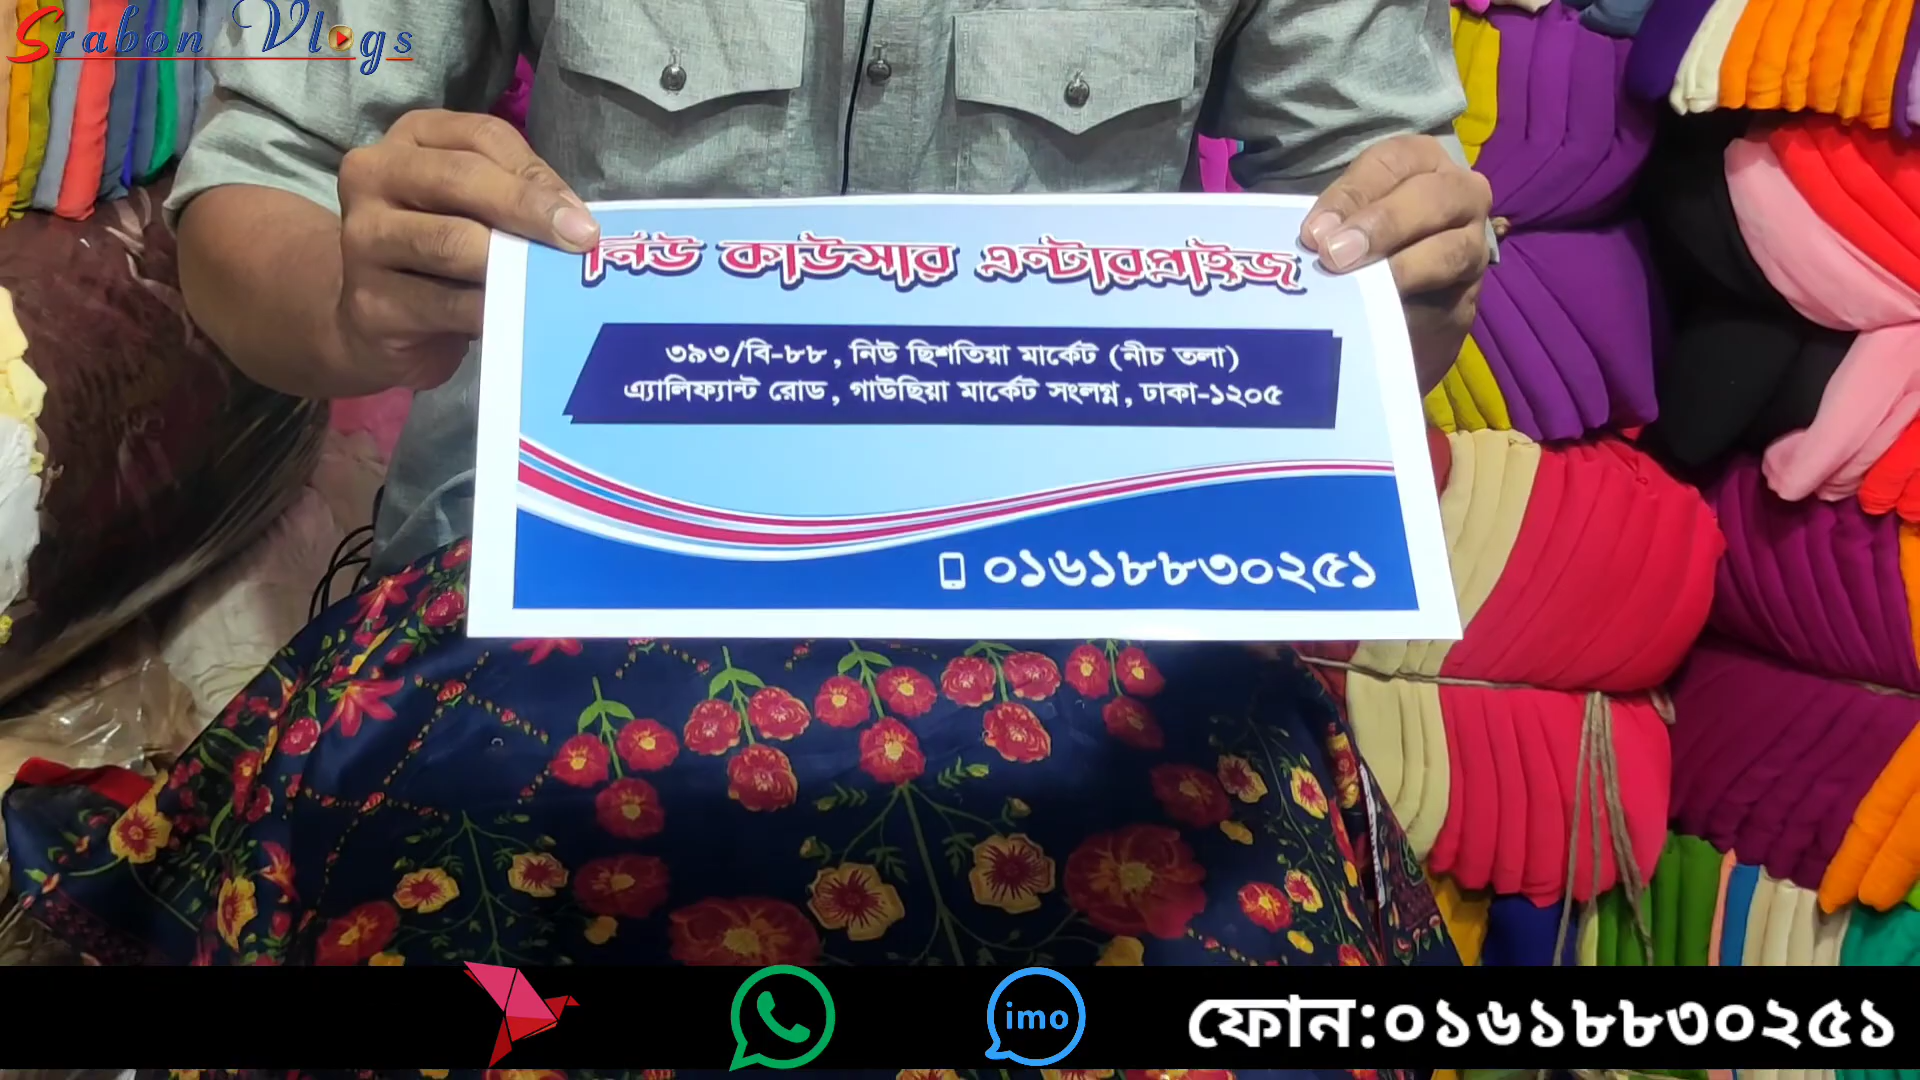 Srabon Vlogs
নিউ কাউসার এন্টারপ্রাইজ
৩৯৩/বি-৮৮, নিউ ছিশতিয়া মার্কেট (নীচ তলা)
এ্যালিফ্যান্ট রোড, গাউছিয়া মার্কেট সংলগ্ন, ঢাকা-১২০৫
০১৬১৮৮৩০২৫১
imo
ফোন:০১৬১৮৮৩০২৫১